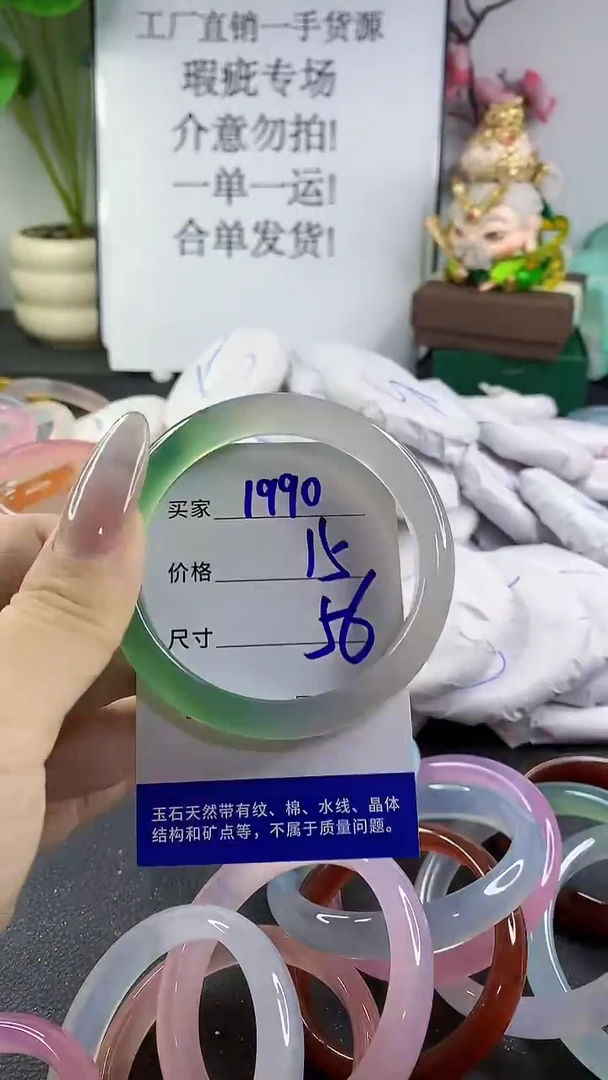 工厂直销一手货源
瑕疵专场
介意勿拍!
一单一运!
合单发货!
买家 1990
价格 15
尺寸 56
玉石天然带有纹、棉、水线、晶体
结构和矿点等，不属于质量问题。